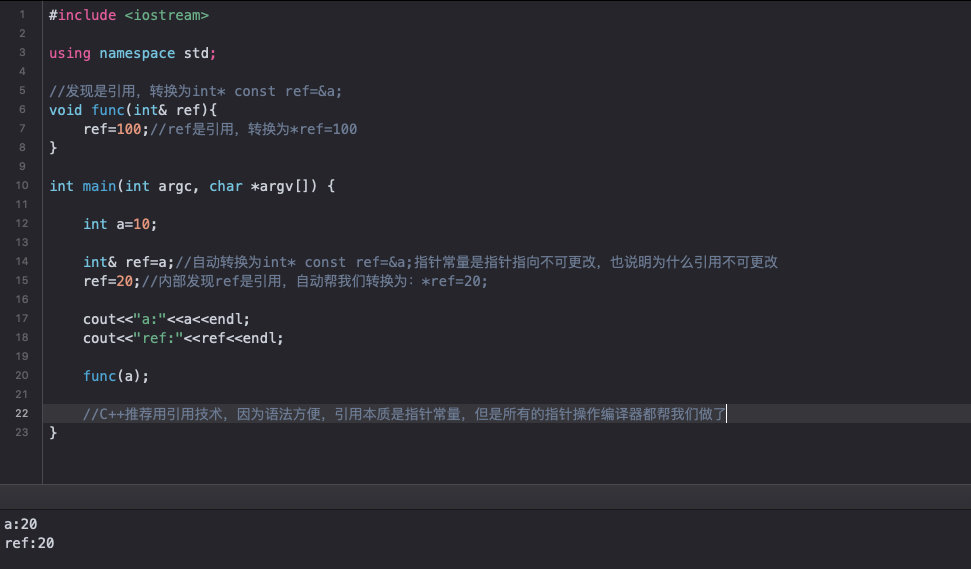 1 #include <iostream>
2
3 using namespace std;
4
5 //发现是引用，转换为int* const ref=&a;
6 void func(int& ref){
7     ref=100;//ref是引用，转换为*ref=100
8 }
9
10 int main(int argc, char *argv[]) {
11
12     int a=10;
13
14     int& ref=a;//自动转换为int* const ref=&a;指针常量是指针指向不可更改，也说明为什么引用不可更改
15     ref=20;//内部发现ref是引用，自动帮我们转换为：*ref=20;
16
17     cout<<"a:"<<a<<endl;
18     cout<<"ref:"<<ref<<endl;
19
20     func(a);
21
22     //C++推荐用引用技术，因为语法方便，引用本质是指针常量，但是所有的指针操作编译器都帮我们做了
23 }
a:20
ref:20